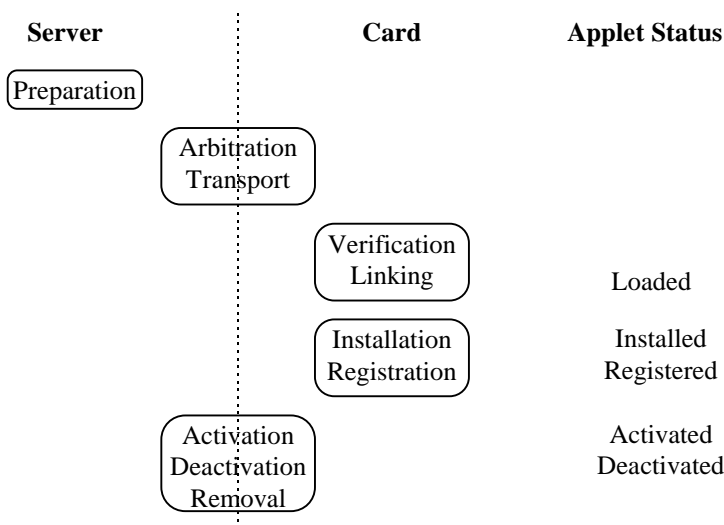 Server Card Applet Status
Preparation
Arbitration
Transport
Verification
Linking Loaded
Installation Installed
Registration Registered
Activation Activated
Deactivation Deactivated
Removal